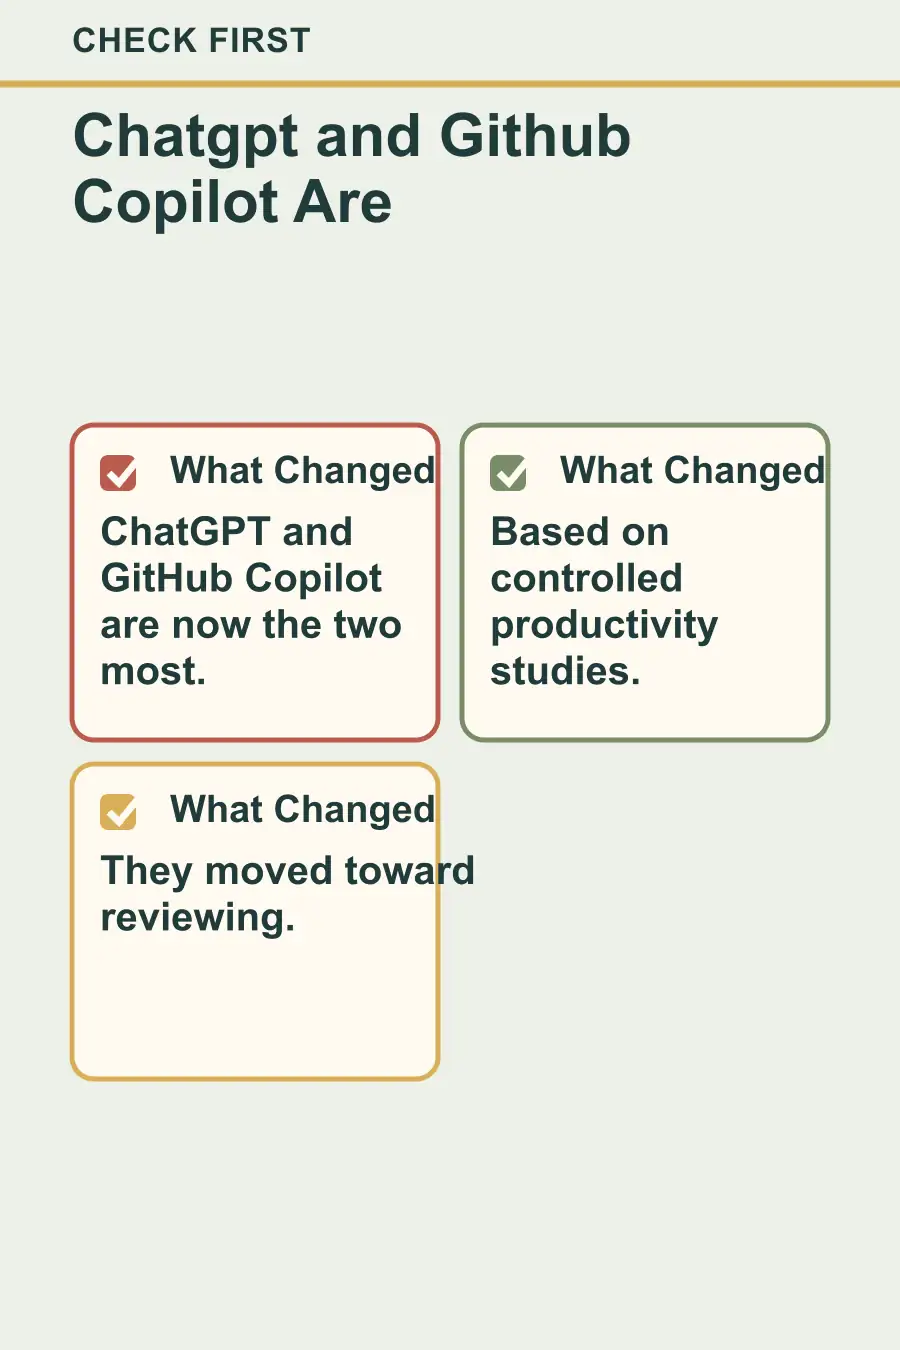 CHECK FIRST
Chatgpt and Github
Copilot Are
What Changed
ChatGPT and
GitHub Copilot
are now the two
most.
What Changed
Based on
controlled
productivity
studies.
What Changed
They moved toward
reviewing.